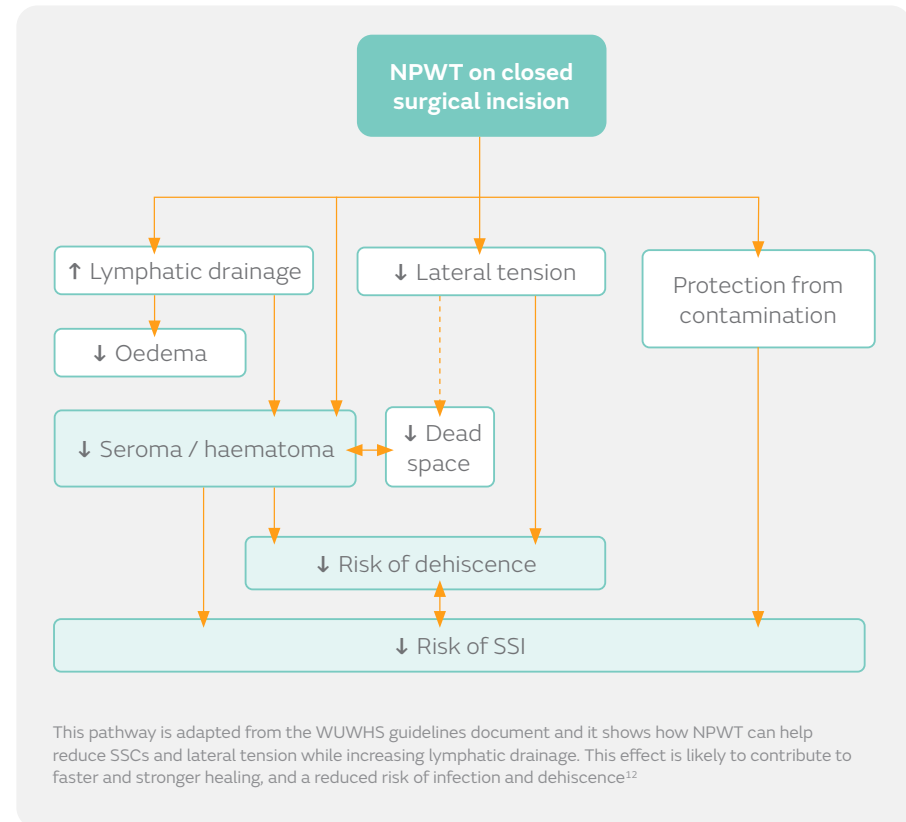 NPWT on closed
surgical incision
↑ Lymphatic drainage
↓ Lateral tension
Protection from
contamination
↓ Oedema
↓ Seroma / haematoma
↓ Dead
space
↓ Risk of dehiscence
↓ Risk of SSI
This pathway is adapted from the WUWHS guidelines document and it shows how NPWT can help
reduce SSCs and lateral tension while increasing lymphatic drainage. This effect is likely to contribute to
faster and stronger healing, and a reduced risk of infection and dehiscence¹²